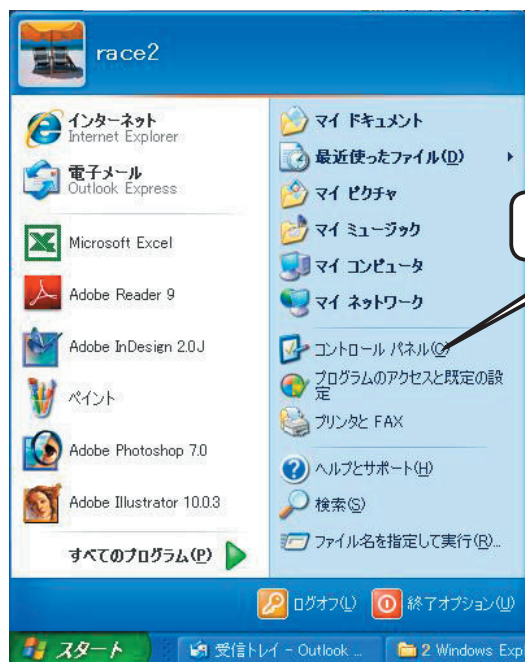 race2
インターネット
Internet Explorer
電子メール
Outlook Express
Microsoft Excel
Adobe Reader 9
Adobe InDesign 2.0J
ペイント
Adobe Photoshop 7.0
Adobe Illustrator 10.0.3
すべてのプログラム(P)
マイ ドキュメント
最近使ったファイル(D)
マイ ピクチャ
マイ ミュージック
マイ コンピュータ
マイ ネットワーク
コントロール パネル(C)
プログラムのアクセスと既定の設
定
プリンタと FAX
ヘルプとサポート(H)
検索(S)
ファイル名を指定して実行(R)...
ログオフ(L)
終了オプション(U)
スタート
受信トレイ - Outlook ...
2 Windows Exp